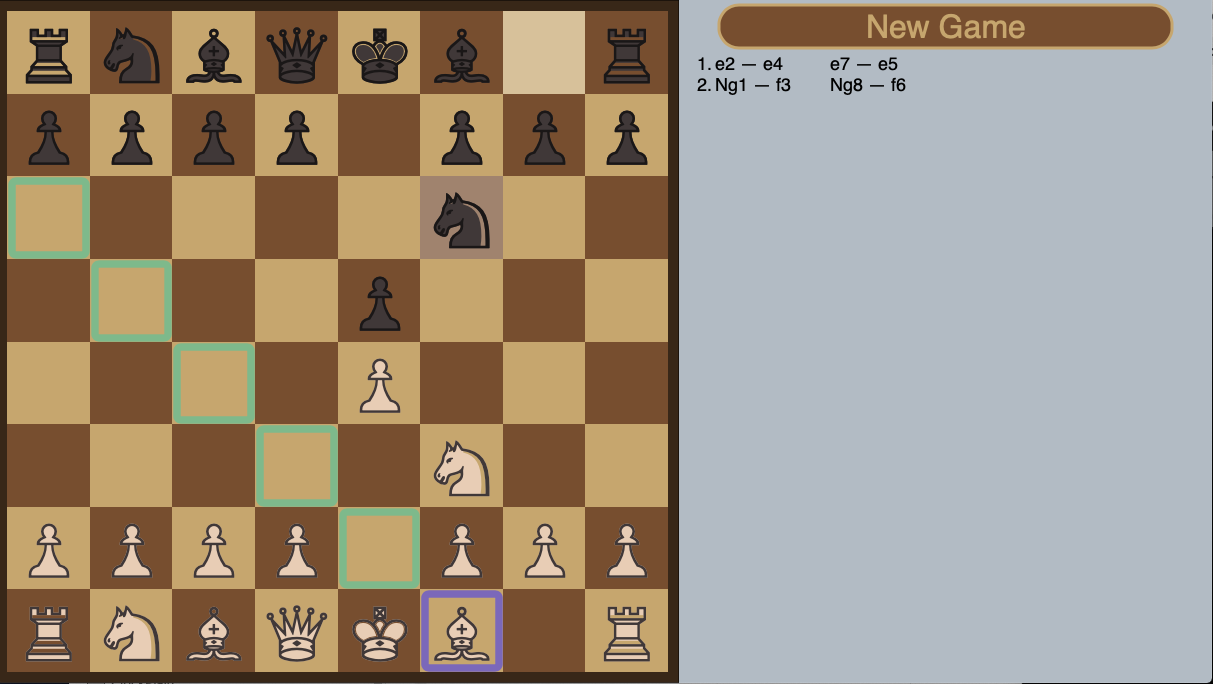 New Game
1. e2 — e4 e7 — e5
2. Ng1 — f3 Ng8 — f6